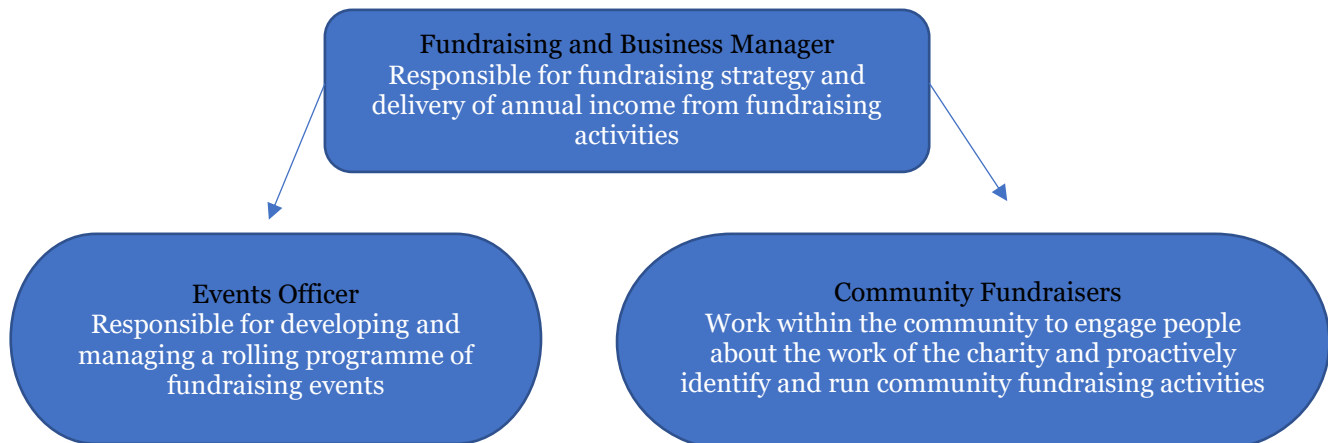 Fundraising and Business Manager
Responsible for fundraising strategy and
delivery of annual income from fundraising
activities
Events Officer
Responsible for developing and
managing a rolling programme of
fundraising events
Community Fundraisers
Work within the community to engage people
about the work of the charity and proactively
identify and run community fundraising activities